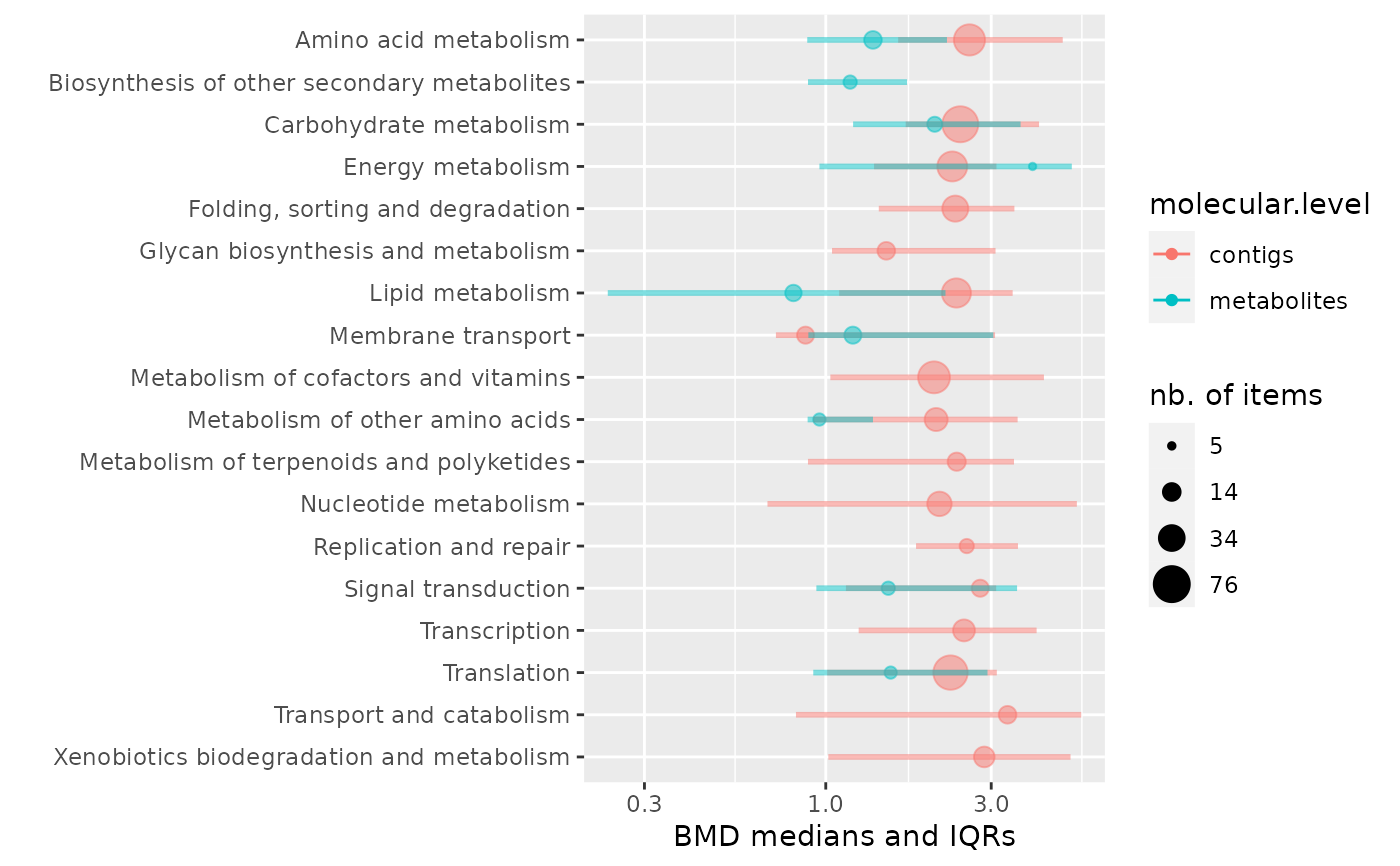 Amino acid metabolism
Biosynthesis of other secondary metabolites
Carbohydrate metabolism
Energy metabolism
Folding, sorting and degradation
Glycan biosynthesis and metabolism
Lipid metabolism
Membrane transport
Metabolism of cofactors and vitamins
Metabolism of other amino acids
Metabolism of terpenoids and polyketides
Nucleotide metabolism
Replication and repair
Signal transduction
Transcription
Translation
Transport and catabolism
Xenobiotics biodegradation and metabolism
0.3 1.0 3.0
BMD medians and IQRs
molecular.level
contigs
metabolites
nb. of items
5
14
34
76